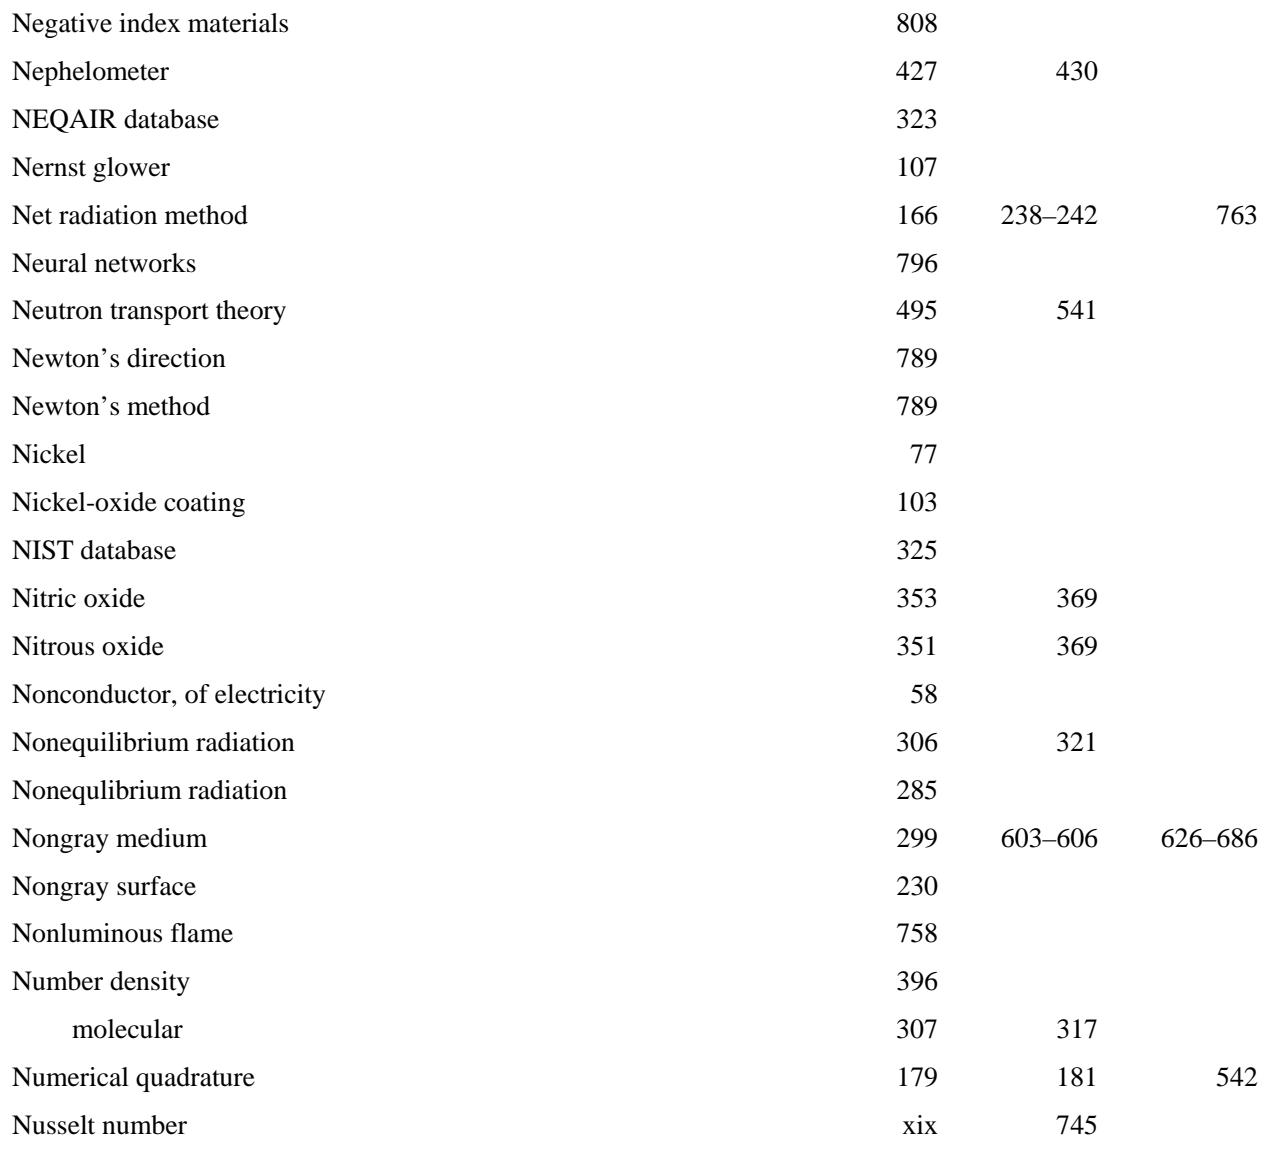 Negative index materials 808
Nephelometer 427 430
NEQAIR database 323
Nernst glower 107
Net radiation method 166 238–242 763
Neural networks 796
Neutron transport theory 495 541
Newton’s direction 789
Newton’s method 789
Nickel 77
Nickel-oxide coating 103
NIST database 325
Nitric oxide 353 369
Nitrous oxide 351 369
Nonconductor, of electricity 58
Nonequilibrium radiation 306 321
Nonequlibrium radiation 285
Nongray medium 299 603–606 626–686
Nongray surface 230
Nonluminous flame 758
Number density 396
molecular 307 317
Numerical quadrature 179 181 542
Nusselt number xix 745